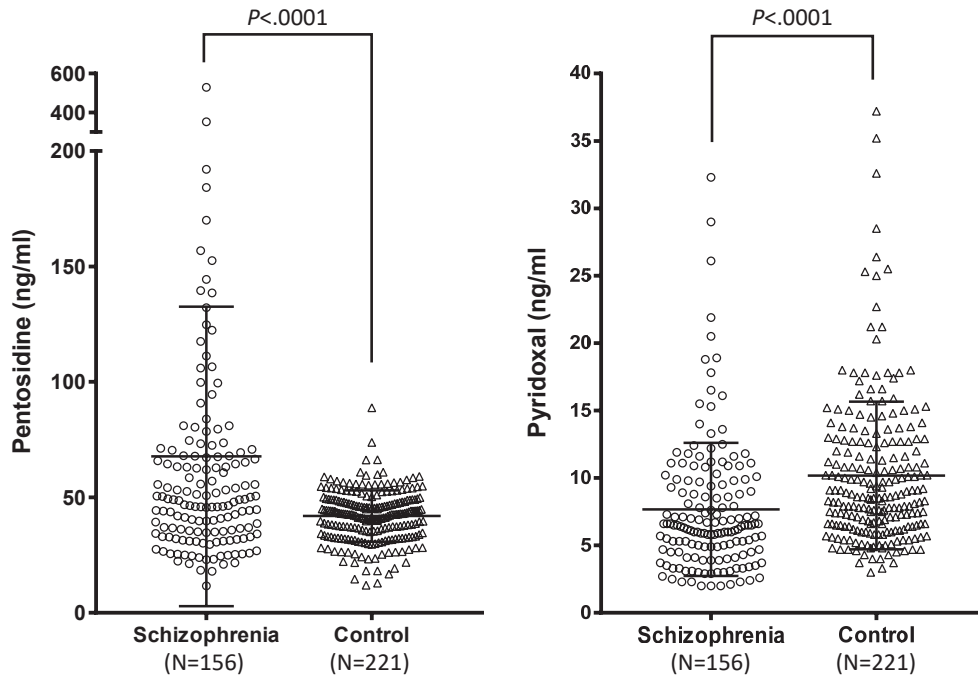 P<.0001
600
400
200
150
100
50
0
Pentosidine (ng/ml)
Schizophrenia
(N=156)
Control
(N=221)
P<.0001
40
35
30
25
20
15
10
5
0
Pyridoxal (ng/ml
Schizophrenia
(N=156)
Control
(N=221)